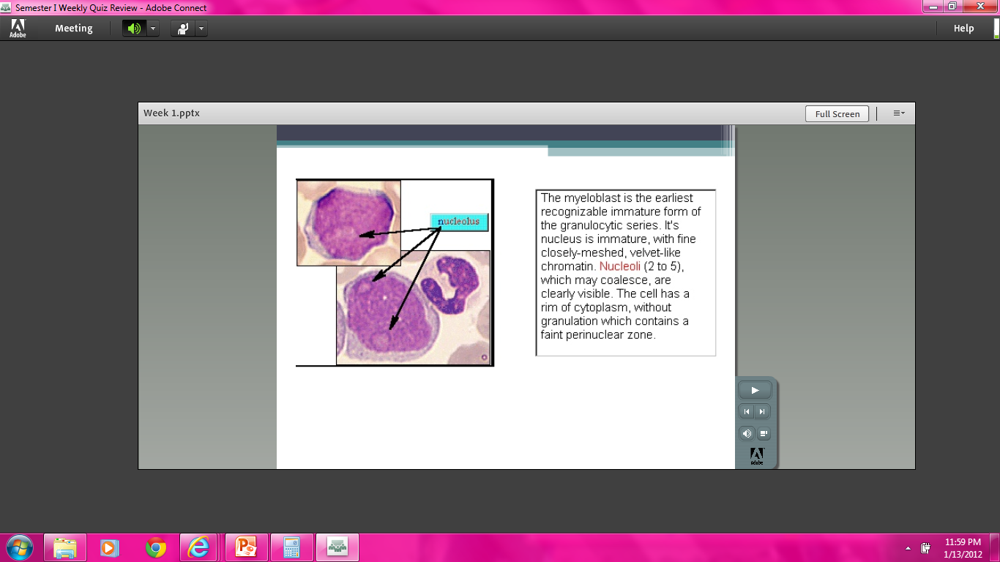 Semester I Weekly Quiz Review - Adobe Connect
Adobe
Meeting
Help
Week 1.pptx
Full Screen
nucleolus
The myeloblast is the earliest
recognizable immature form of
the granulocytic series. It's
nucleus is immature, with fine
closely-meshed, velvet-like
chromatin. Nucleoli (2 to 5),
which may coalesce, are
clearly visible. The cell has a
rim of cytoplasm, without
granulation which contains a
faint perinuclear zone.
Adobe
11:59 PM
1/13/2012